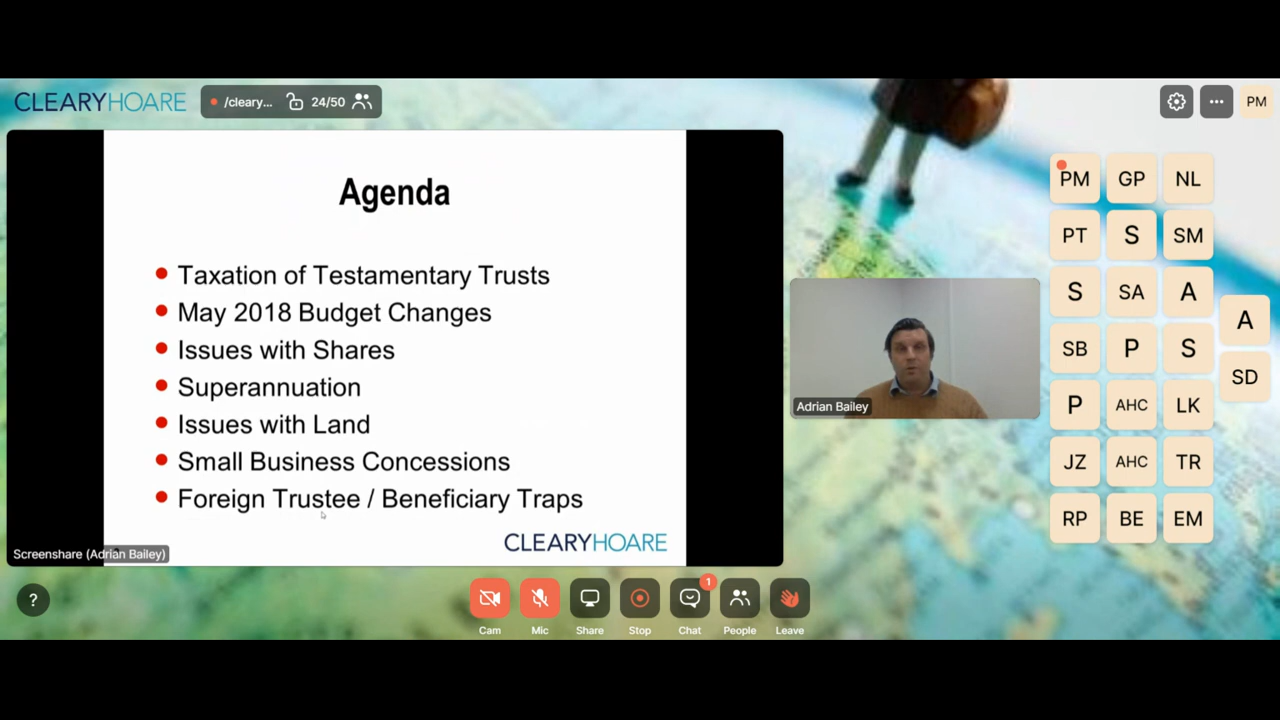 CLEARYHOARE
/cleary...
24/50
PM
Agenda
Taxation of Testamentary Trusts
May 2018 Budget Changes
Issues with Shares
Superannuation
Issues with Land
Small Business Concessions
Foreign Trustee / Beneficiary Traps
CLEARYHOARE
Screenshare (Adrian Bailey)
Adrian Bailey
PM GP NL
PT S SM
S SA A
A
SB P S
SD
P AHC LK
JZ AHC TR
RP BE EM
?
1
Cam Mic Share Stop Chat People Leave